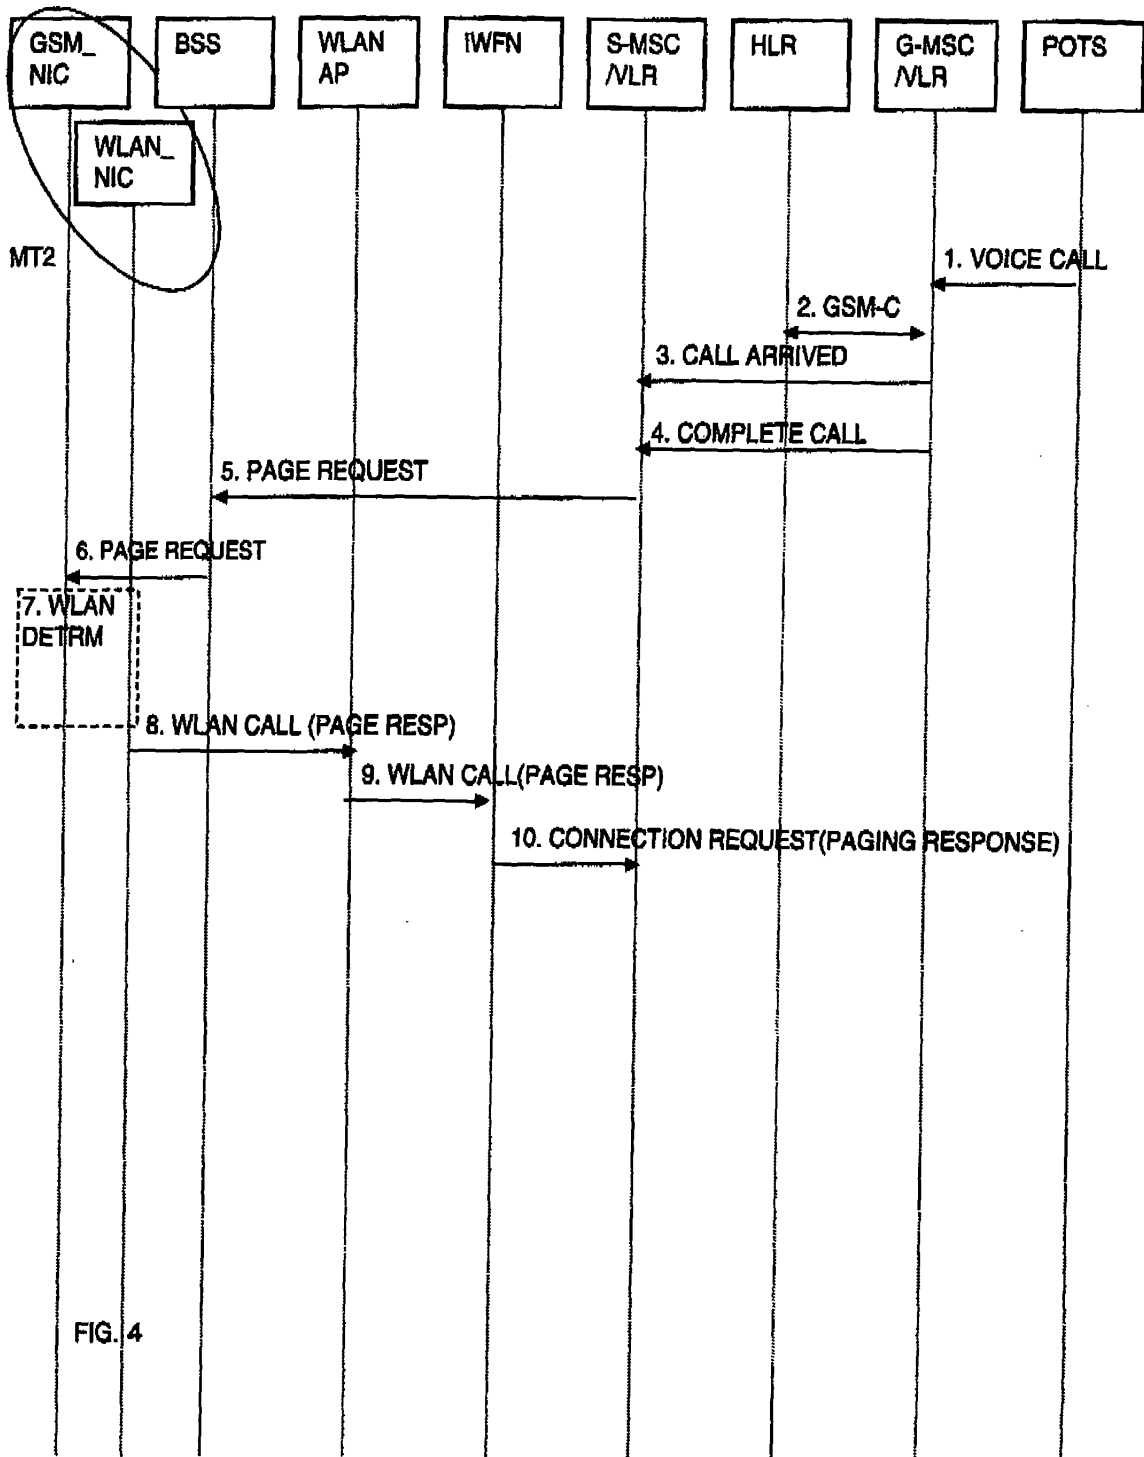 GSM_
NIC
BSS
WLAN
AP
IWFN
S-MSC
/VLR
HLR
G-MSC
/VLR
POTS
WLAN_
NIC
MT2
1. VOICE CALL
2. GSM-C
3. CALL ARRIVED
4. COMPLETE CALL
5. PAGE REQUEST
6. PAGE REQUEST
7. WLAN
DETRM
8. WLAN CALL (PAGE RESP)
9. WLAN CALL(PAGE RESP)
10. CONNECTION REQUEST(PAGING RESPONSE)
FIG. 4